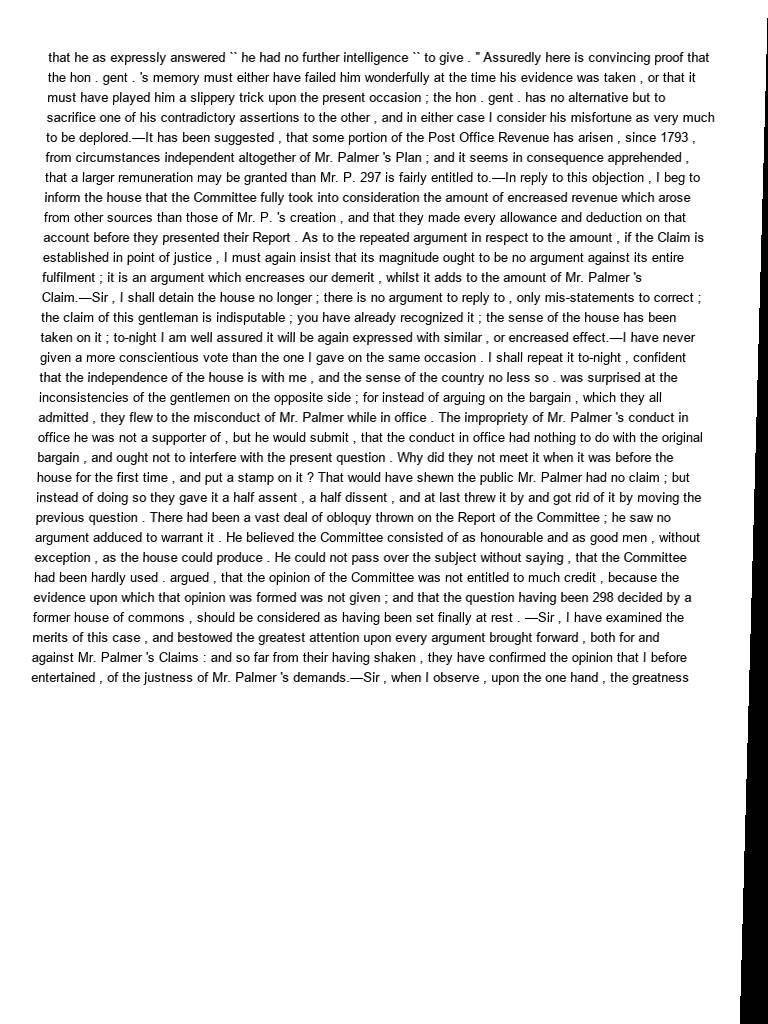 that he as expressly answered `` he had no further intelligence `` to give . " Assuredly here is convincing proof that
the hon . gent . 's memory must either have failed him wonderfully at the time his evidence was taken , or that it
must have played him a slippery trick upon the present occasion ; the hon . gent . has no alternative but to
sacrifice one of his contradictory assertions to the other , and in either case I consider his misfortune as very much
to be deplored.—It has been suggested , that some portion of the Post Office Revenue has arisen , since 1793 ,
from circumstances independent altogether of Mr. Palmer 's Plan ; and it seems in consequence apprehended ,
that a larger remuneration may be granted than Mr. P. 297 is fairly entitled to.—In reply to this objection , I beg to
inform the house that the Committee fully took into consideration the amount of encreased revenue which arose
from other sources than those of Mr. P. 's creation , and that they made every allowance and deduction on that
account before they presented their Report . As to the repeated argument in respect to the amount , if the Claim is
established in point of justice , I must again insist that its magnitude ought to be no argument against its entire
fulfilment ; it is an argument which encreases our demerit , whilst it adds to the amount of Mr. Palmer 's
Claim.—Sir , I shall detain the house no longer ; there is no argument to reply to , only mis-statements to correct ;
the claim of this gentleman is indisputable ; you have already recognized it ; the sense of the house has been
taken on it ; to-night I am well assured it will be again expressed with similar , or encreased effect.—I have never
given a more conscientious vote than the one I gave on the same occasion . I shall repeat it to-night , confident
that the independence of the house is with me , and the sense of the country no less so . was surprised at the
inconsistencies of the gentlemen on the opposite side ; for instead of arguing on the bargain , which they all
admitted , they flew to the misconduct of Mr. Palmer while in office . The impropriety of Mr. Palmer 's conduct in
office he was not a supporter of , but he would submit , that the conduct in office had nothing to do with the original
bargain , and ought not to interfere with the present question . Why did they not meet it when it was before the
house for the first time , and put a stamp on it ? That would have shewn the public Mr. Palmer had no claim ; but
instead of doing so they gave it a half assent , a half dissent , and at last threw it by and got rid of it by moving the
previous question . There had been a vast deal of obloquy thrown on the Report of the Committee ; he saw no
argument adduced to warrant it . He believed the Committee consisted of as honourable and as good men , without
exception , as the house could produce . He could not pass over the subject without saying , that the Committee
had been hardly used . argued , that the opinion of the Committee was not entitled to much credit , because the
evidence upon which that opinion was formed was not given ; and that the question having been 298 decided by a
former house of commons , should be considered as having been set finally at rest . —Sir , I have examined the
merits of this case , and bestowed the greatest attention upon every argument brought forward , both for and
against Mr. Palmer 's Claims : and so far from their having shaken , they have confirmed the opinion that I before
entertained , of the justness of Mr. Palmer 's demands.—Sir , when I observe , upon the one hand , the greatness